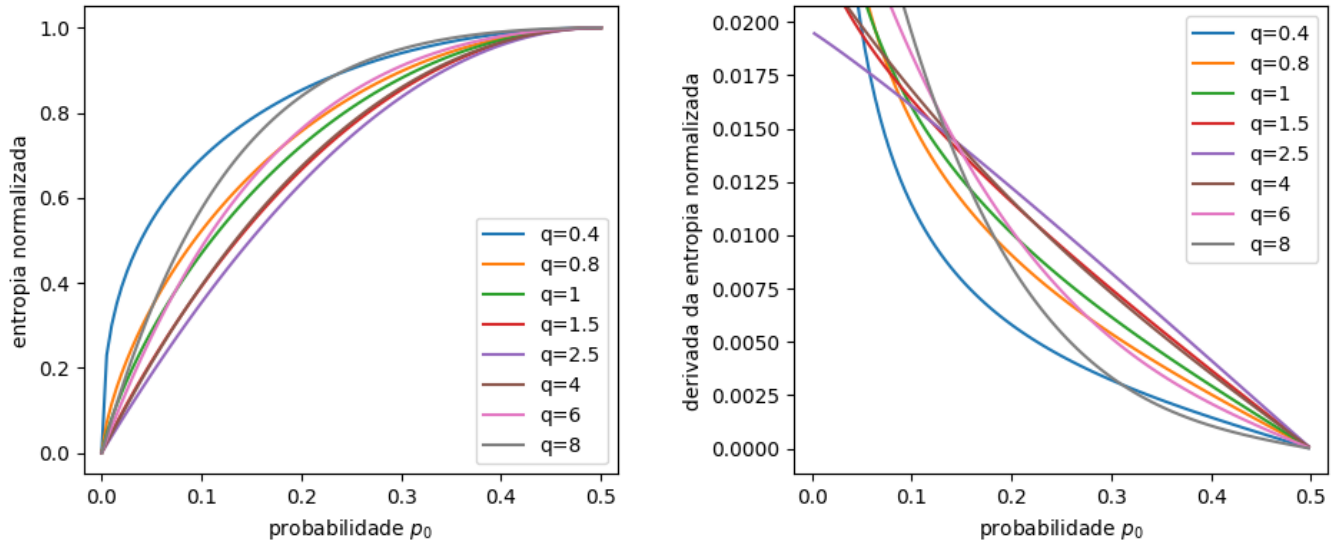 entropia normalizada
1.0
0.8
0.6
0.4
0.2
0.0
q=0.4
q=0.8
q=1
q=1.5
q=2.5
q=4
q=6
q=8
0.0 0.1 0.2 0.3 0.4 0.5
probabilidade p₀
derivada da entropia normalizada
0.0200
0.0175
0.0150
0.0125
0.0100
0.0075
0.0050
0.0025
0.0000
q=0.4
q=0.8
q=1
q=1.5
q=2.5
q=4
q=6
q=8
0.0 0.1 0.2 0.3 0.4 0.5
probabilidade p₀